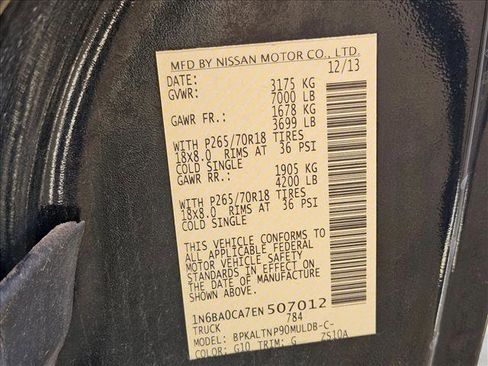 MFD BY NISSAN MOTOR CO., LTD.
DATE: 12/13
GVWR: 3175 KG
7000 LB
GAWR FR.: 1678 KG
3699 LB
WITH P265/70R18 TIRES
18X8.0 RIMS AT 36 PSI
COLD SINGLE
GAWR RR.: 1905 KG
4200 LB
WITH P265/70R18 TIRES
18X8.0 RIMS AT 36 PSI
COLD SINGLE
THIS VEHICLE CONFORMS TO
ALL APPLICABLE FEDERAL
MOTOR VEHICLE SAFETY
STANDARDS IN EFFECT ON
THE DATE OF MANUFACTURE
1N6BA0CA7EN507012
TRUCK 784
MODEL: BPKALTNP90MULDB-C-
COLOR: G10 TRIM: G 7S10A